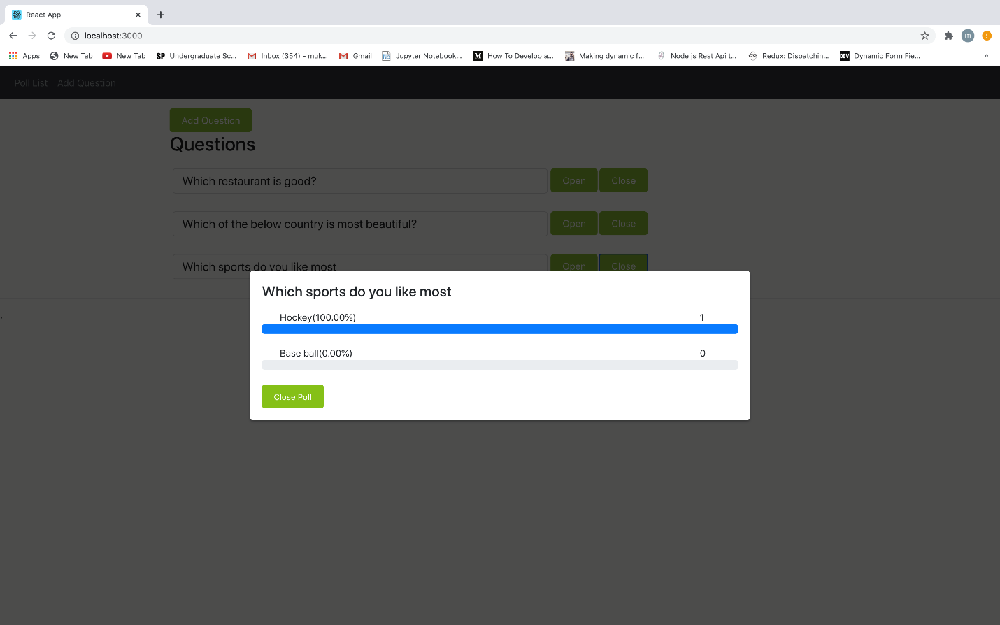 React App
localhost:3000
Apps New Tab New Tab SP Undergraduate Sc... Inbox (354) – muk... Gmail Nb Jupyter Notebook... M How To Develop a... Making dynamic f... Node js Rest Api t... Redux: Dispatchin... DEV Dynamic Form Fie... »
m
Poll List Add Question
Add Question
Questions
Which restaurant is good? Open Close
Which of the below country is most beautiful? Open Close
Which sports do you like most Open Close
,
Which sports do you like most
Hockey(100.00%) 1
Base ball(0.00%) 0
Close Poll